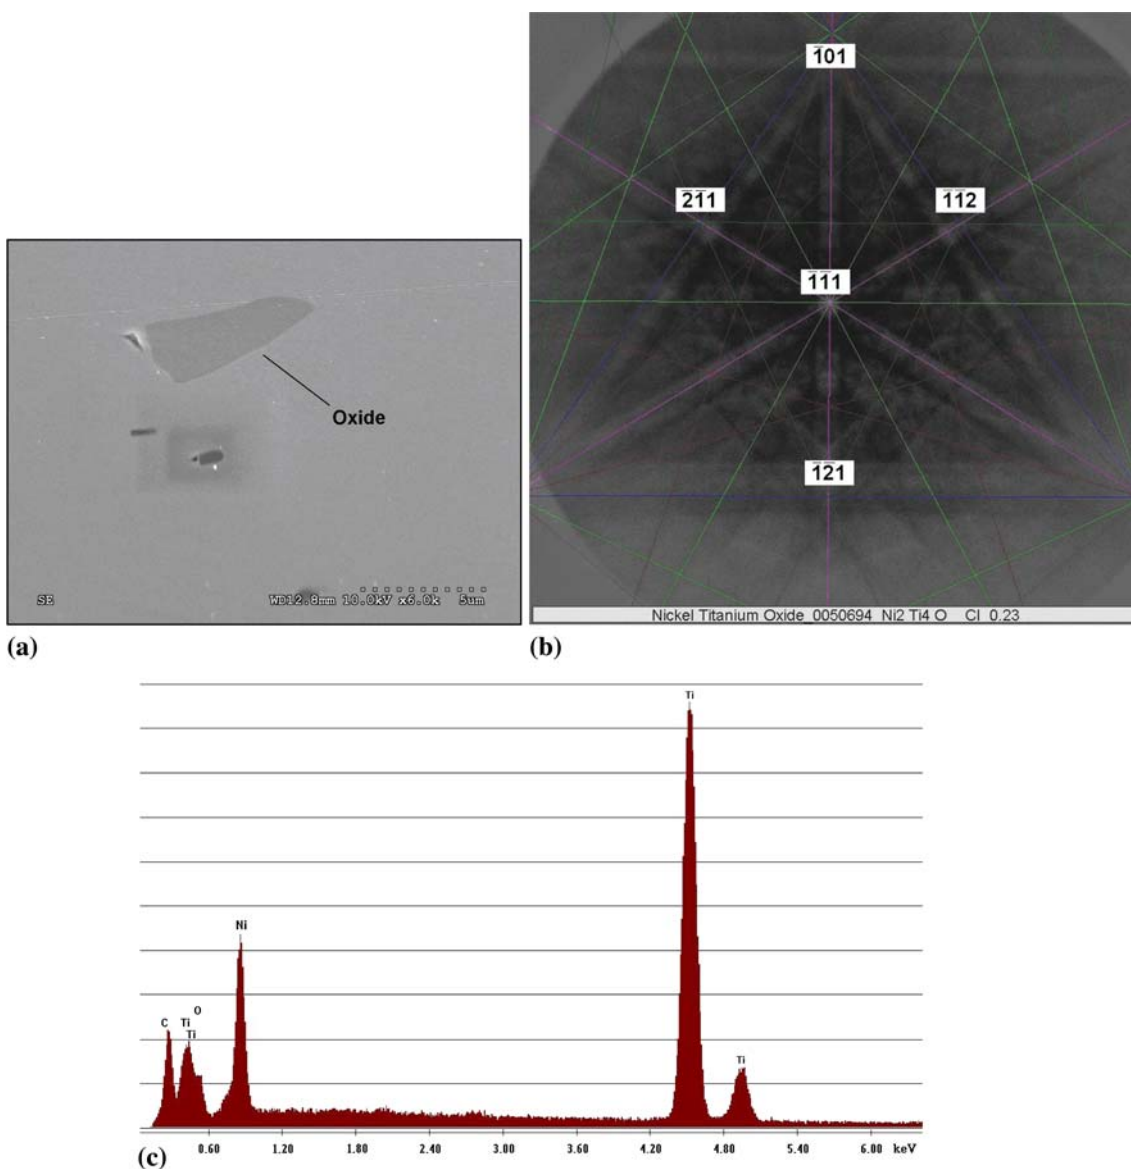 1̅01
2̅1̅1
1̅1̅2
1̅1̅1
1̅2̅1
Oxide
SE WD12.8mm 10.0kV x6.0k 5um
Nickel Titanium Oxide_0050694 Ni2 Ti4 O CI 0.23
(a)
(b)
Ti
Ni
O
C Ti
Ti
Ti
0.60 1.20 1.80 2.40 3.00 3.60 4.20 4.80 5.40 6.00 keV
(c)